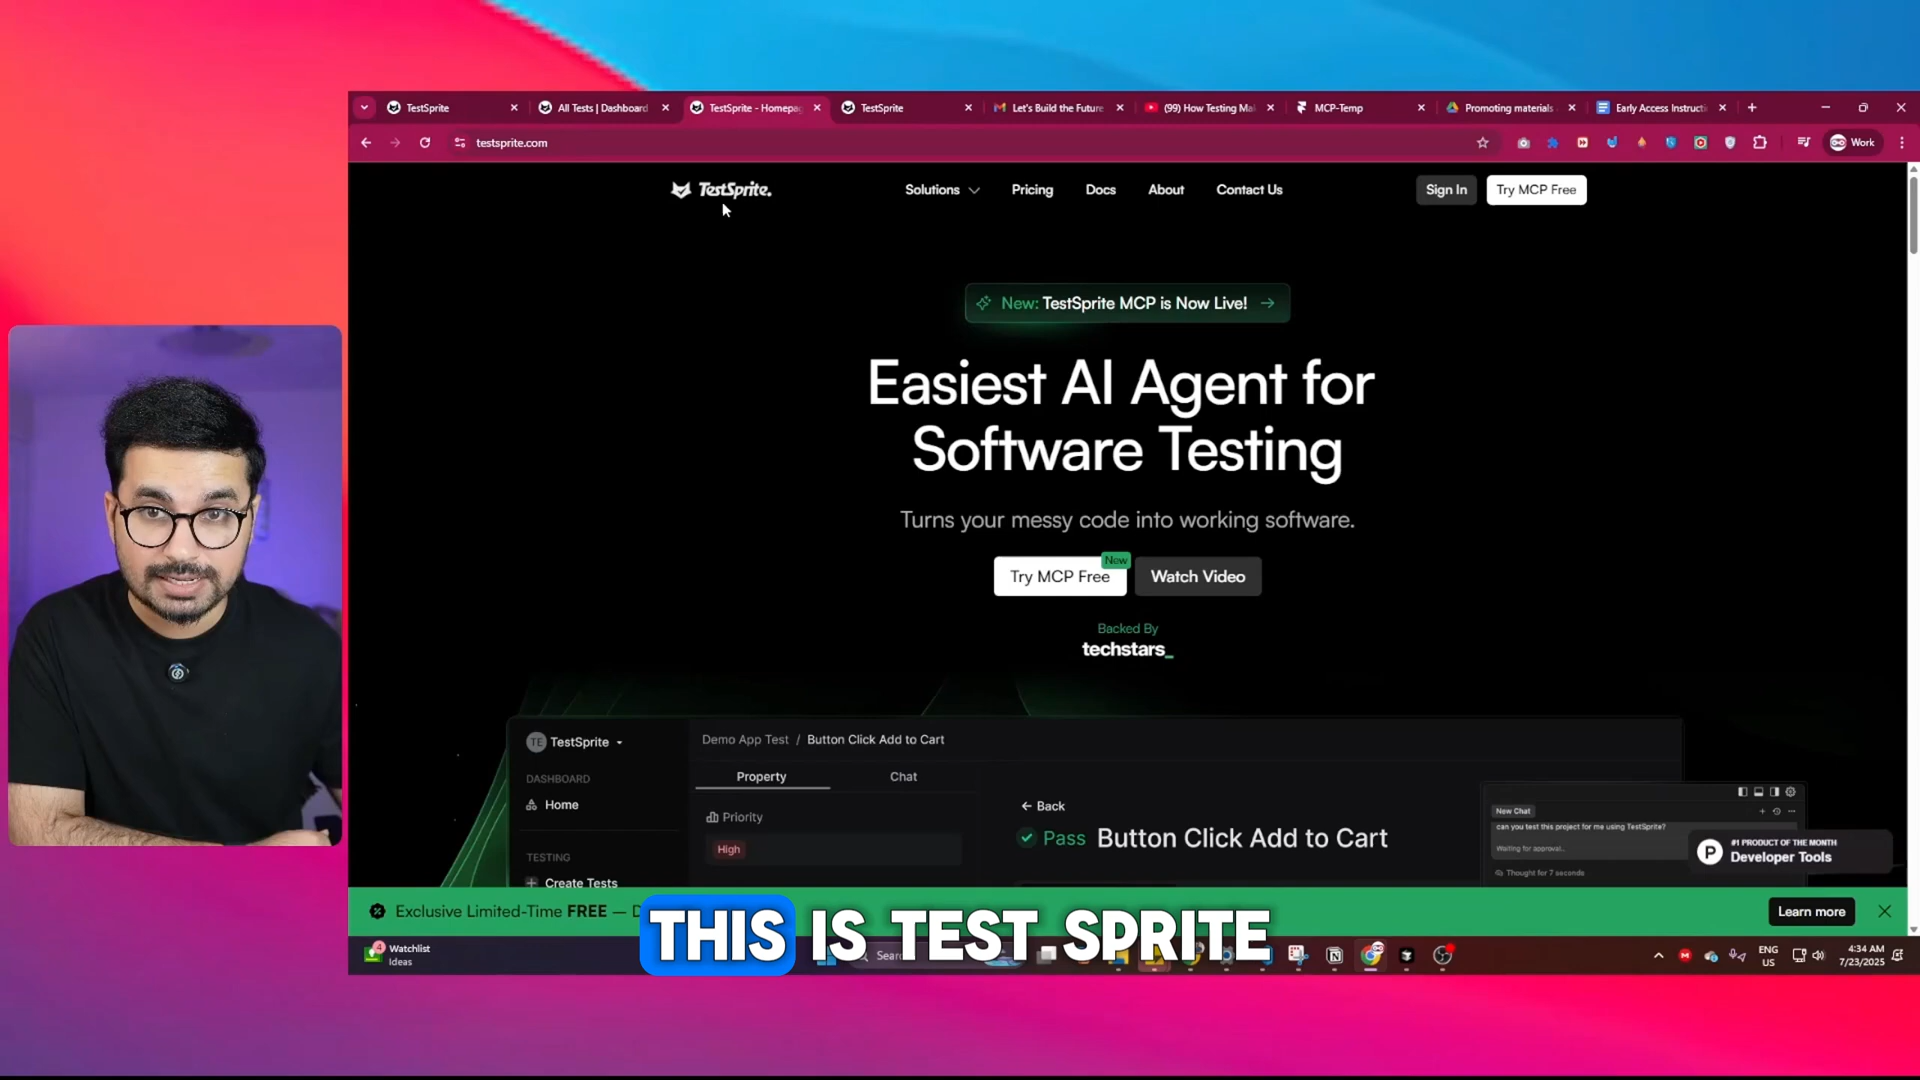 TestSprite
All Tests | Dashboard
TestSprite - Homepag
TestSprite
Let's Build the Future
(99) How Testing Ma
MCP-Temp
Promoting materials
Early Access Instructi
testsprite.com
Work
TestSprite.
Solutions
Pricing
Docs
About
Contact Us
Sign In
Try MCP Free
New: TestSprite MCP is Now Live!
Easiest AI Agent for
Software Testing
Turns your messy code into working software.
New
Try MCP Free
Watch Video
Backed By
techstars_
TE TestSprite
Demo App Test / Button Click Add to Cart
DASHBOARD
Property
Chat
Home
Back
Priority
Pass Button Click Add to Cart
High
New Chat
can you test this project for me using TestSprite?
Waiting for approval..
Thought for 7 seconds
P
#1 PRODUCT OF THE MONTH
Developer Tools
TESTING
Create Tests
Exclusive Limited-Time FREE — D
Learn more
THIS IS TEST SPRITE
4
Watchlist
Ideas
Searc
ENG
US
4:34 AM
7/23/2025